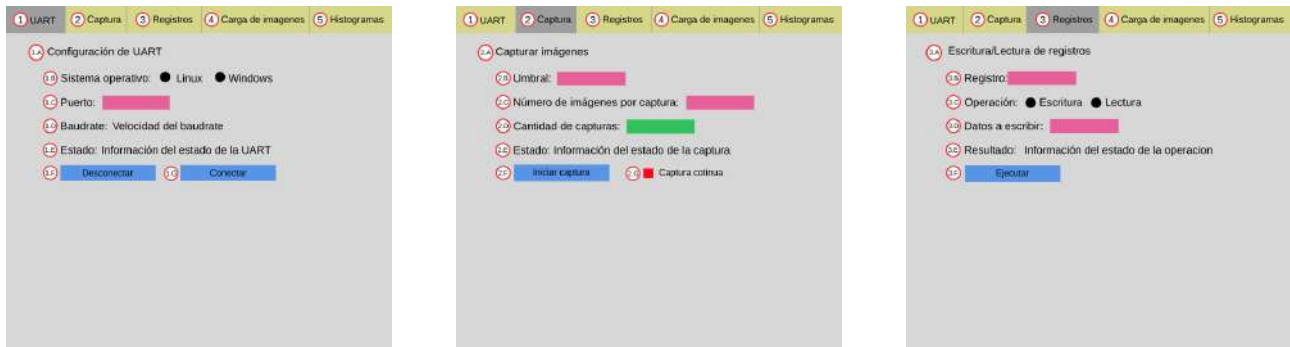 1 UART 2 Captura 3 Registros 4 Carga de imagenes 5 Histogramas
1.A Configuración de UART
1.B Sistema operativo: Linux Windows
1.C Puerto:
1.D Baudrate: Velocidad del baudrate
1.E Estado: Información del estado de la UART
1.F Desconectar 1.G Conectar
1 UART 2 Captura 3 Registros 4 Carga de imagenes 5 Histogramas
2.A Capturar imágenes
2.B Umbral:
2.C Número de imágenes por captura:
2.D Cantidad de capturas:
2.E Estado: Información del estado de la captura
2.F Iniciar captura 2.G Captura cotinua
1 UART 2 Captura 3 Registros 4 Carga de imagenes 5 Histogramas
3.A Escritura/Lectura de registros
3.B Registro:
3.C Operación: Escritura Lectura
3.D Datos a escribir:
3.E Resultado: Información del estado de la operacion
3.F Ejecutar